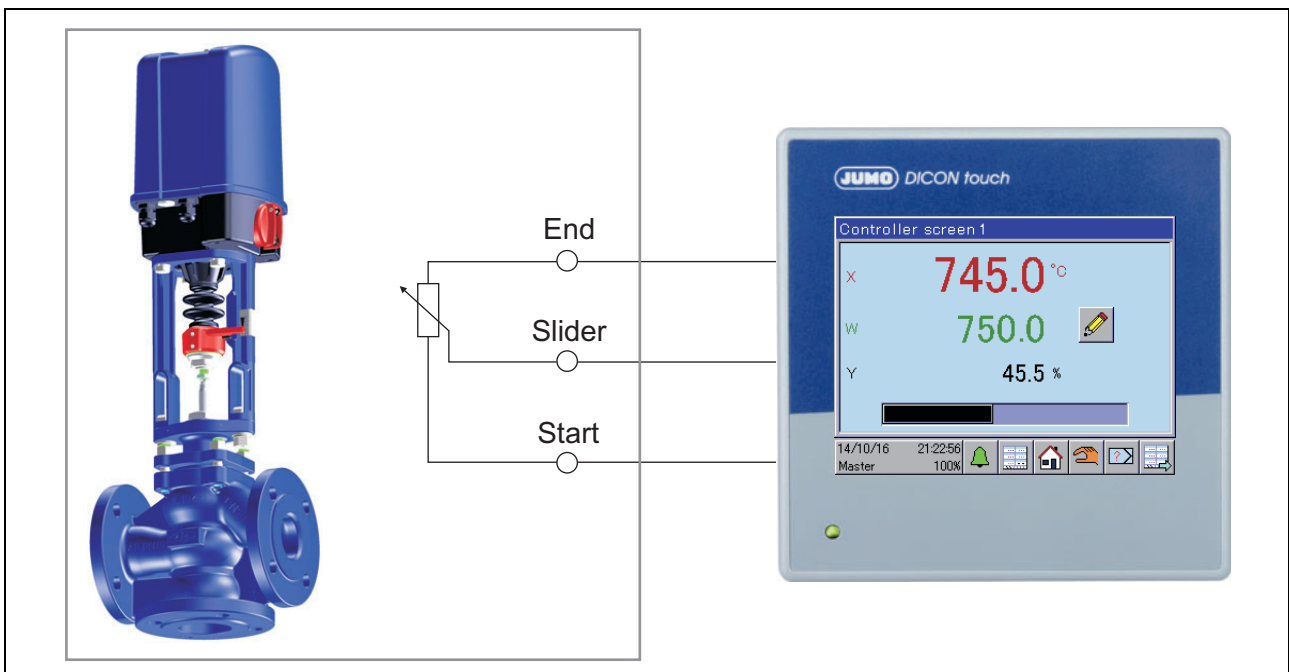 End
Slider
Start
JUMO DICON touch
Controller screen 1
X 745.0 °C
W 750.0
Y 45.5 %
14/10/16 21:22:56
Master 100%
?